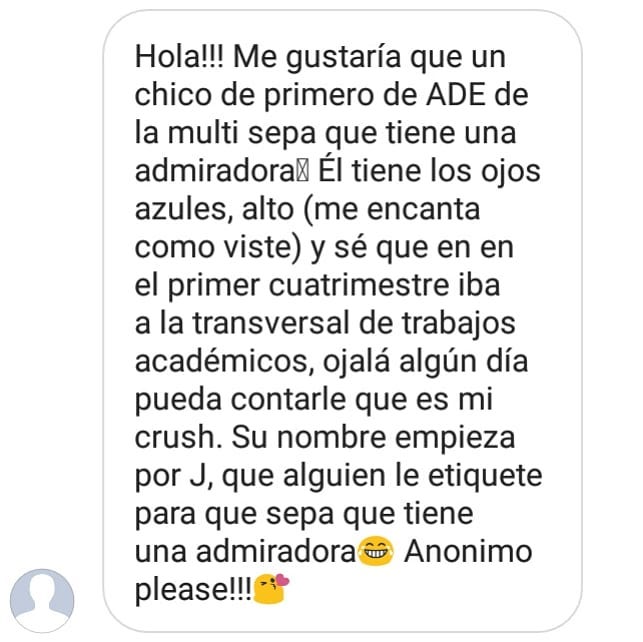 Hola!!! Me gustaría que un
chico de primero de ADE de
la multi sepa que tiene una
admiradora Él tiene los ojos
azules, alto (me encanta
como viste) y sé que en en
el primer cuatrimestre iba
a la transversal de trabajos
académicos, ojalá algún día
pueda contarle que es mi
crush. Su nombre empieza
por J, que alguien le etiquete
para que sepa que tiene
una admiradora😂 Anonimo
please!!!😘